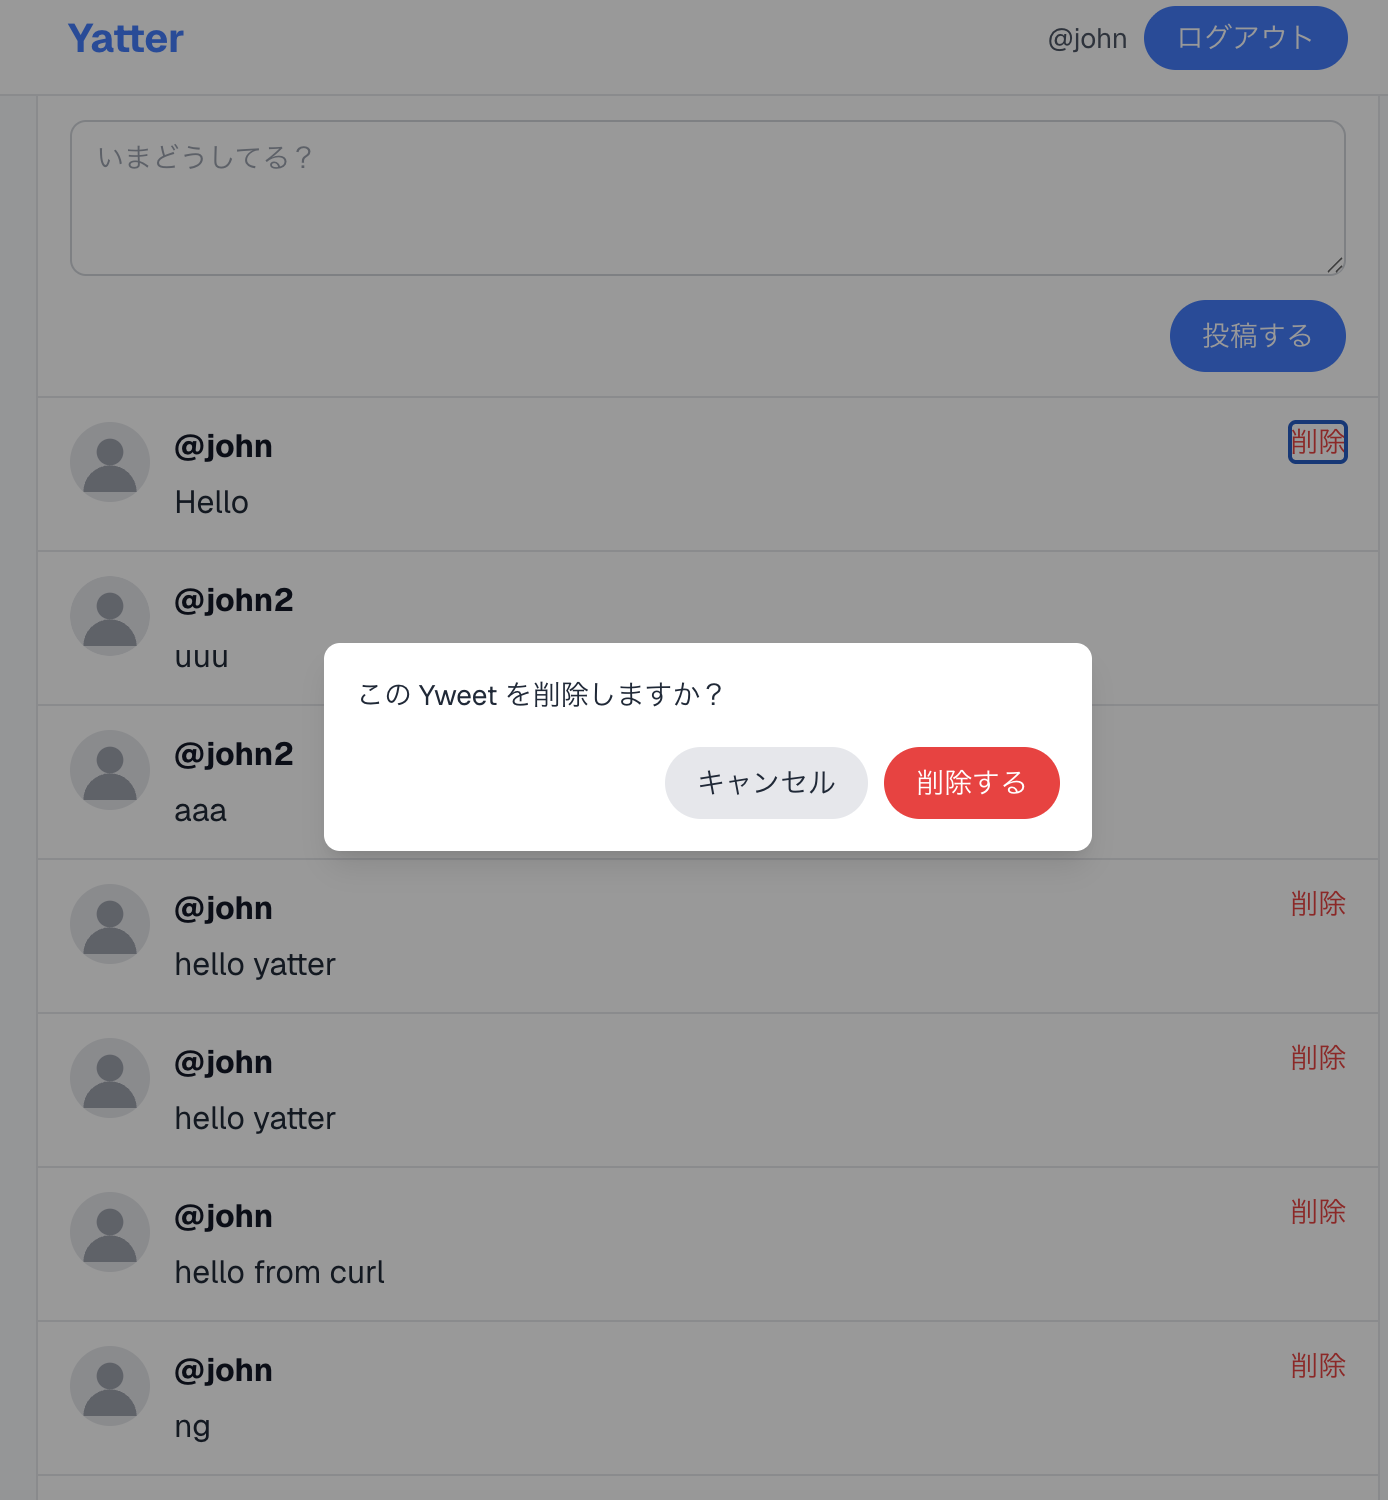 Yatter
@john
ログアウト
いまどうしてる？
投稿する
@john
削除
Hello
@john2
uuu
この Yweet を削除しますか？
キャンセル
削除する
@john2
aaa
@john
削除
hello yatter
@john
削除
hello yatter
@john
削除
hello from curl
@john
削除
ng